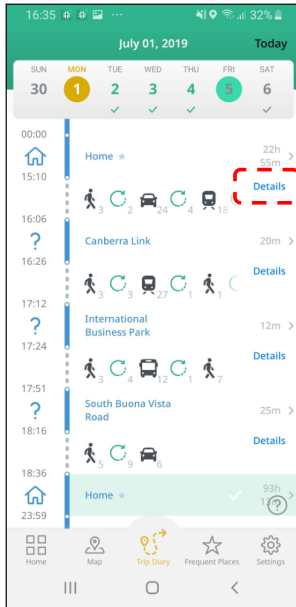 16:35 ... 32%
July 01, 2019 Today
SUN MON TUE WED THU FRI SAT
30 1 2 3 4 5 6
00:00
Home ★ 22h 55m >
15:10
Details
3 2 24 4 18
16:06
Canberra Link 20m >
16:26
Details
3 3 27 1 1
17:12
International
Business Park 12m >
17:24
Details
3 4 12 1 7
17:51
South Buona Vista
Road 25m >
18:16
Details
5 9 6
18:36
Home ★ 93h
?
23:59
Home Map Trip Diary Frequent Places Settings